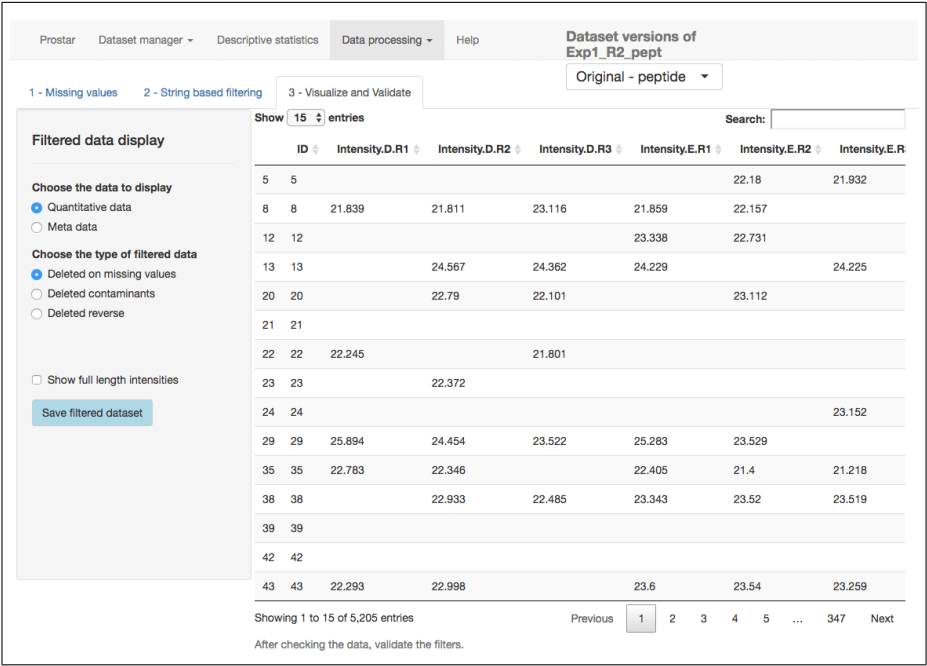 Prostar Dataset manager Descriptive statistics Data processing Help
Dataset versions of
Exp1_R2_pept
Original - peptide
1 - Missing values 2 - String based filtering 3 - Visualize and Validate
Filtered data display
Choose the data to display
Quantitative data
Meta data
Choose the type of filtered data
Deleted on missing values
Deleted contaminants
Deleted reverse
Show full length intensities
Save filtered dataset
Show 15 entries Search:
ID Intensity.D.R1 Intensity.D.R2 Intensity.D.R3 Intensity.E.R1 Intensity.E.R2 Intensity.E.R
5 5 22.18 21.932
8 8 21.839 21.811 23.116 21.859 22.157
12 12 23.338 22.731
13 13 24.567 24.362 24.229 24.225
20 20 22.79 22.101 23.112
21 21
22 22 22.245 21.801
23 23 22.372
24 24 23.152
29 29 25.894 24.454 23.522 25.283 23.529
35 35 22.783 22.346 22.405 21.4 21.218
38 38 22.933 22.485 23.343 23.52 23.519
39 39
42 42
43 43 22.293 22.998 23.6 23.54 23.259
Showing 1 to 15 of 5,205 entries Previous 1 2 3 4 5 ... 347 Next
After checking the data, validate the filters.